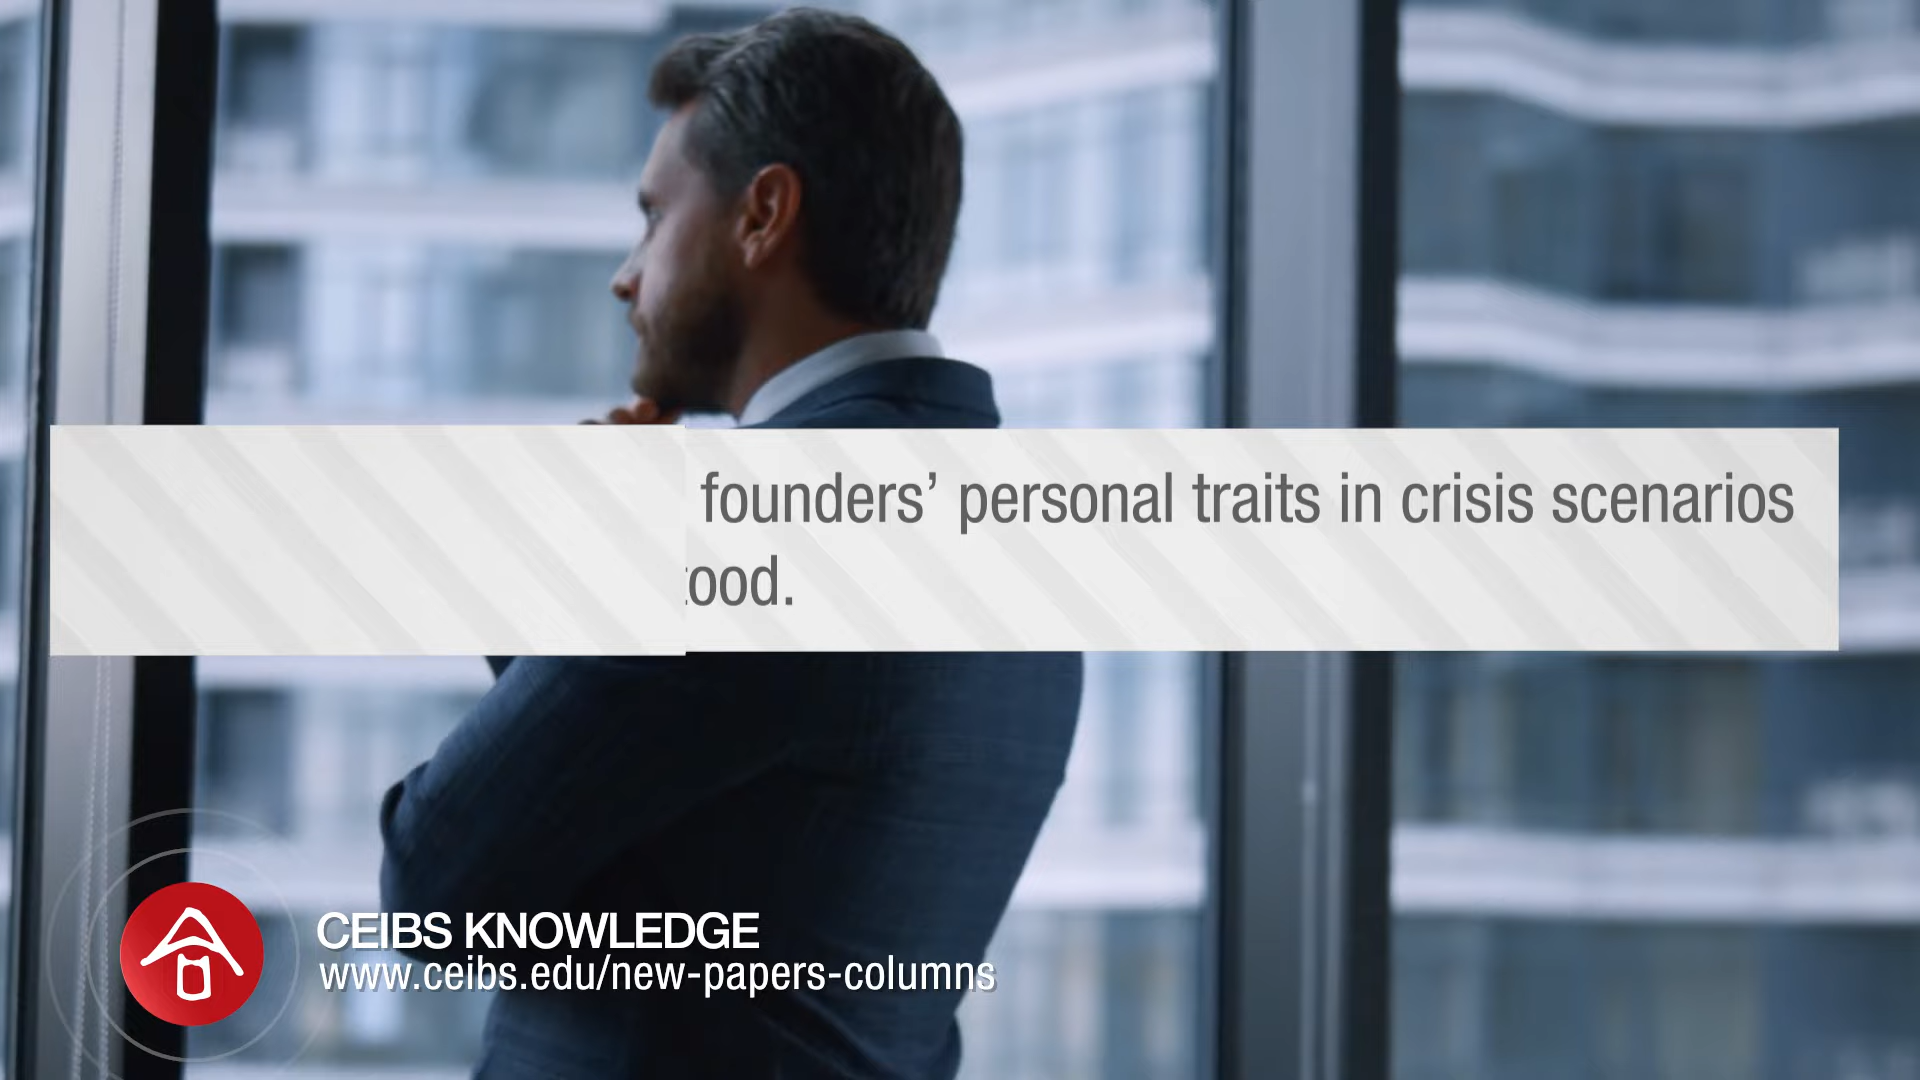 founders’ personal traits in crisis scenarios
ood.
CEIBS KNOWLEDGE
www.ceibs.edu/new-papers-columns